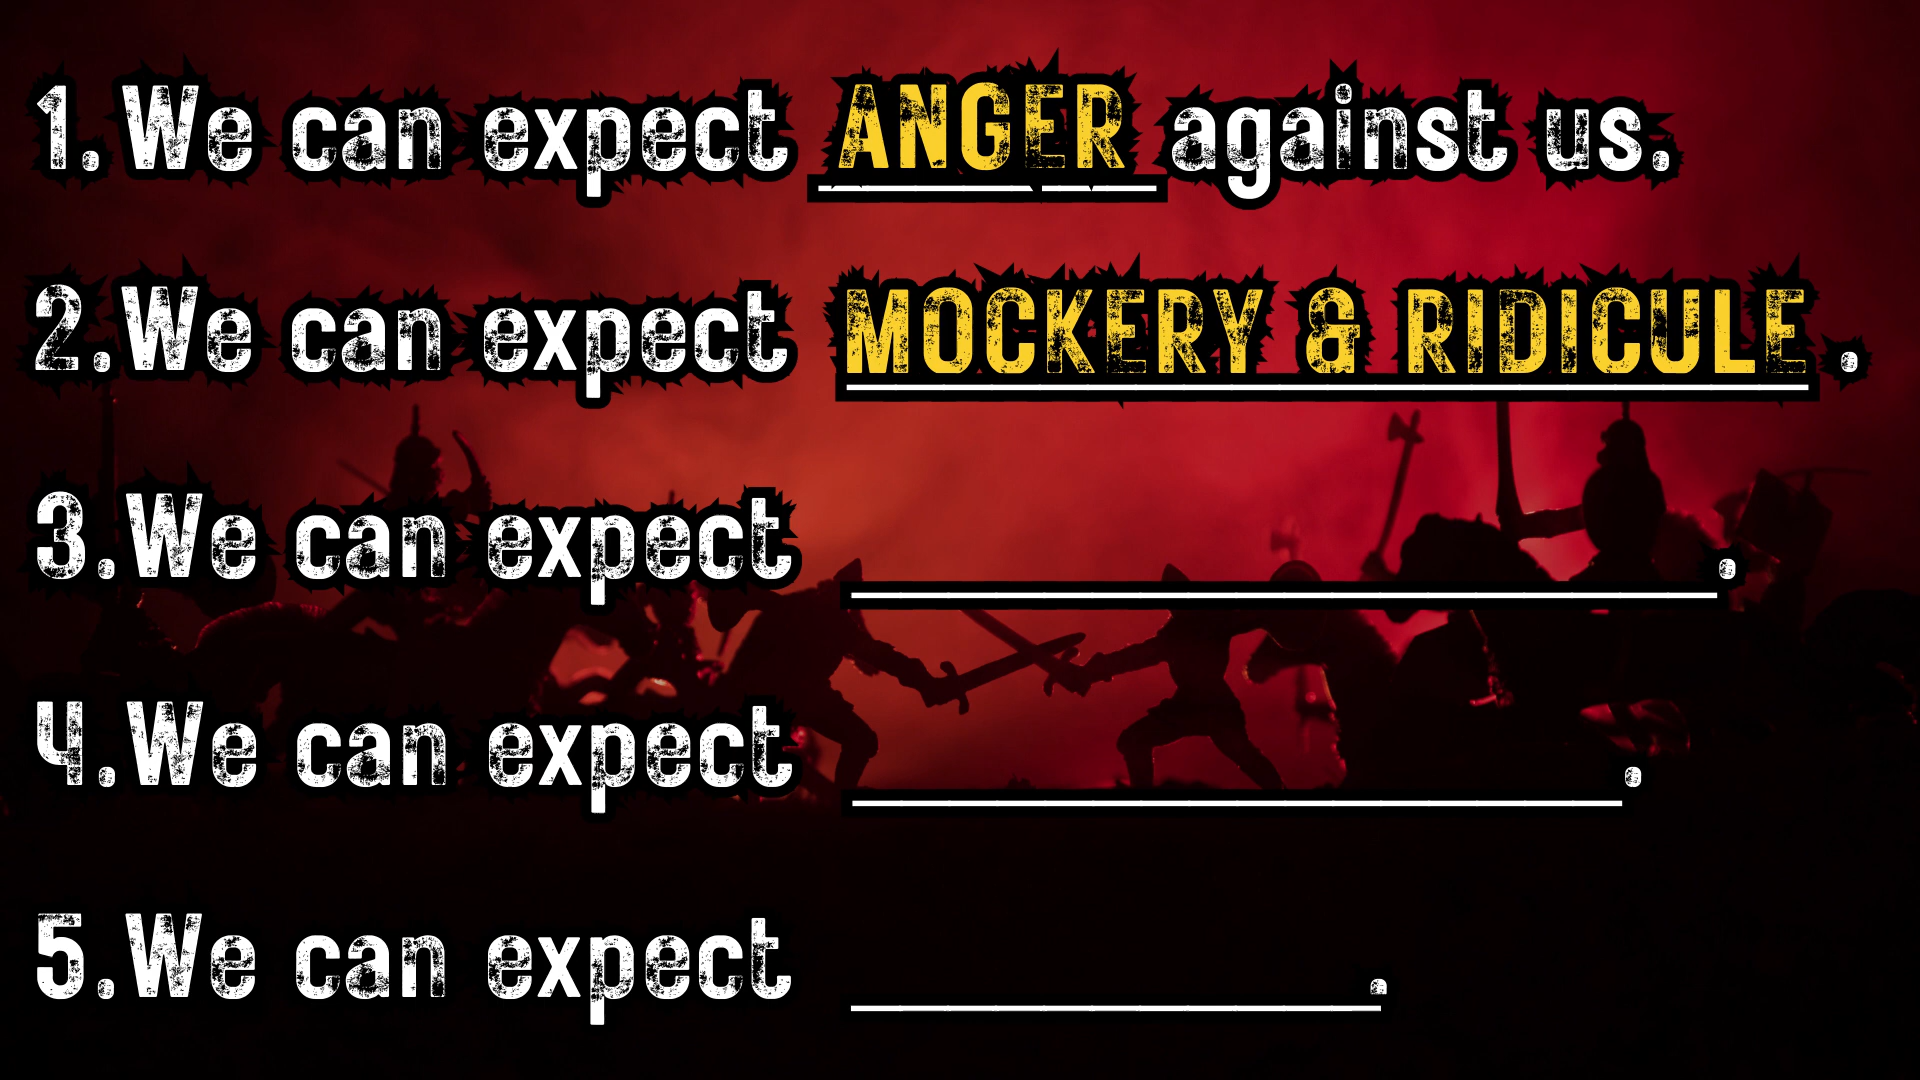 1. We can expect ANGER against us.
2.We can expect MOCKERY & RIDICULE .
3.We can expect ____________.
4.We can expect ___________.
5.We can expect ________.